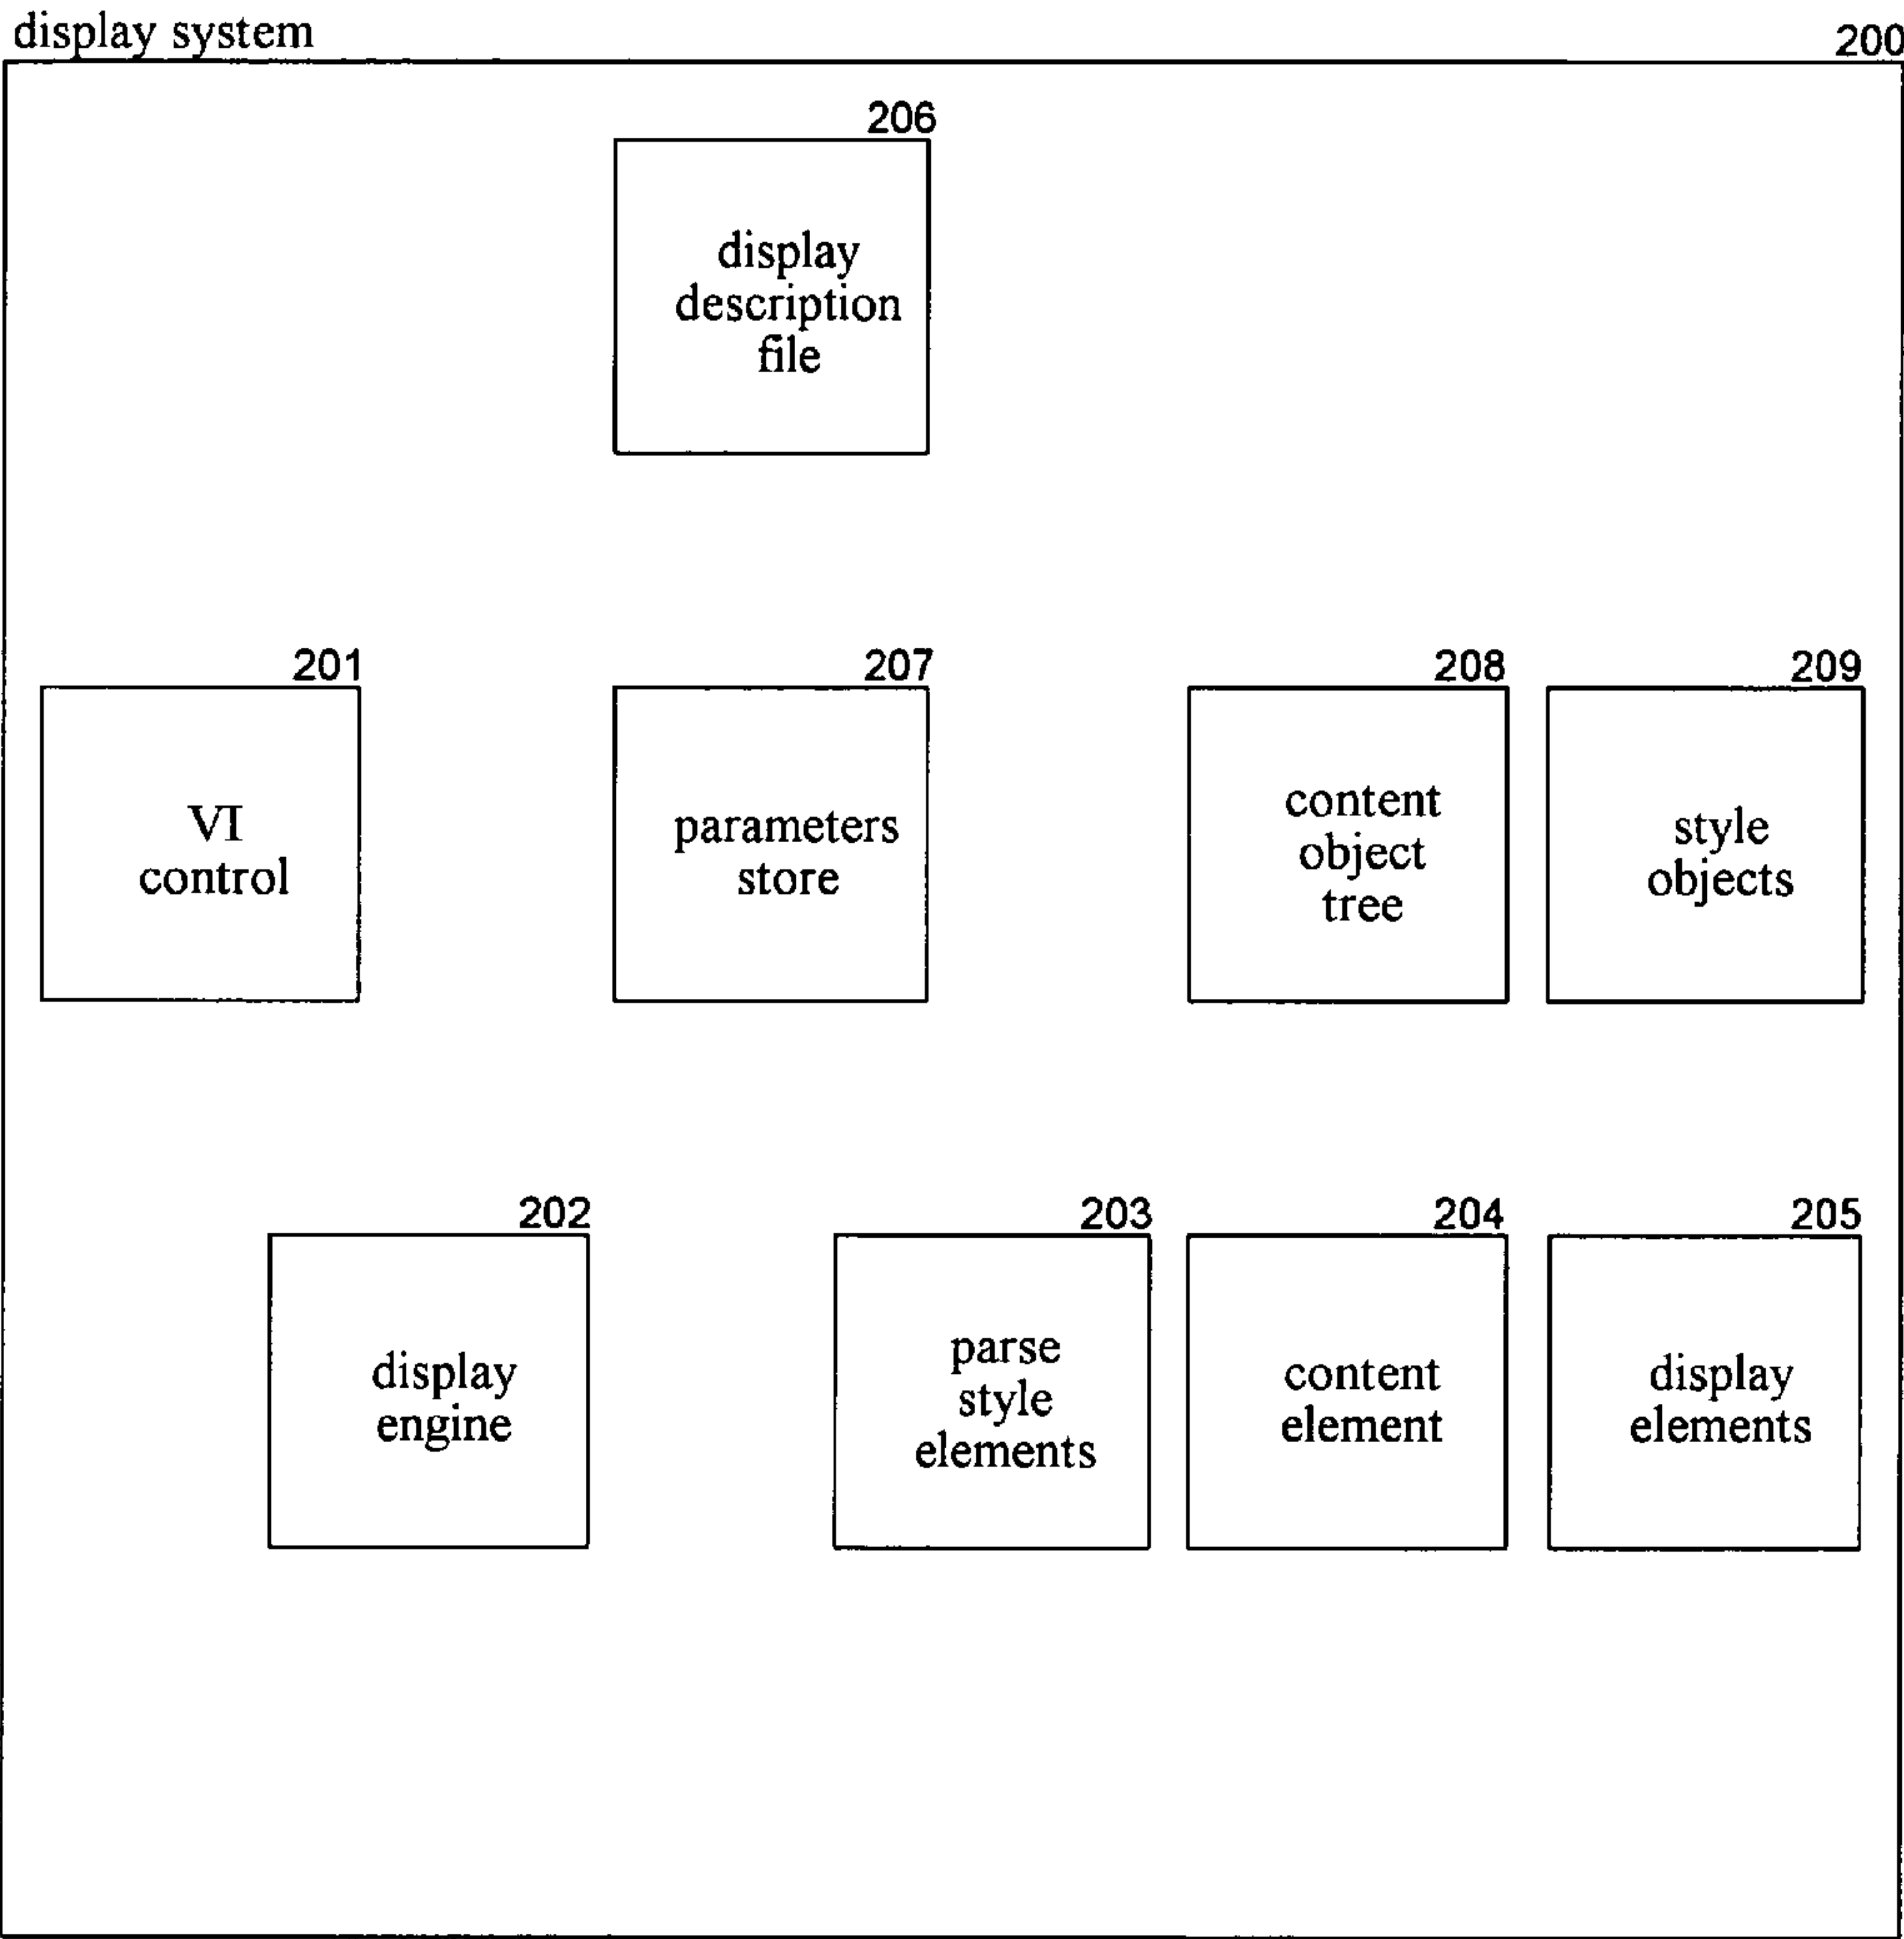 display system
200
206
display
description
file
201
VI
control
207
parameters
store
208
content
object
tree
209
style
objects
202
display
engine
203
parse
style
elements
204
content
element
205
display
elements